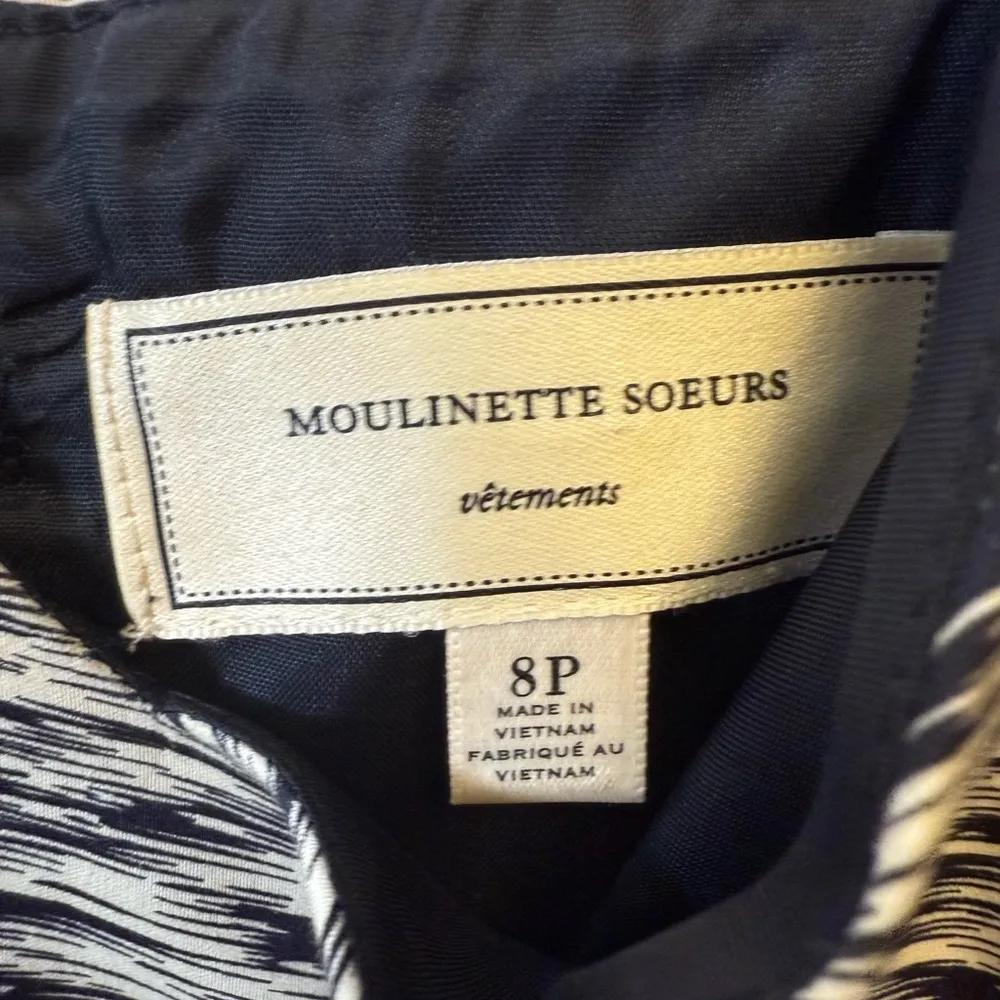 MOULINETTE SOEURS
vêtements
8P
MADE IN
VIETNAM
FABRIQUÉ AU
VIETNAM